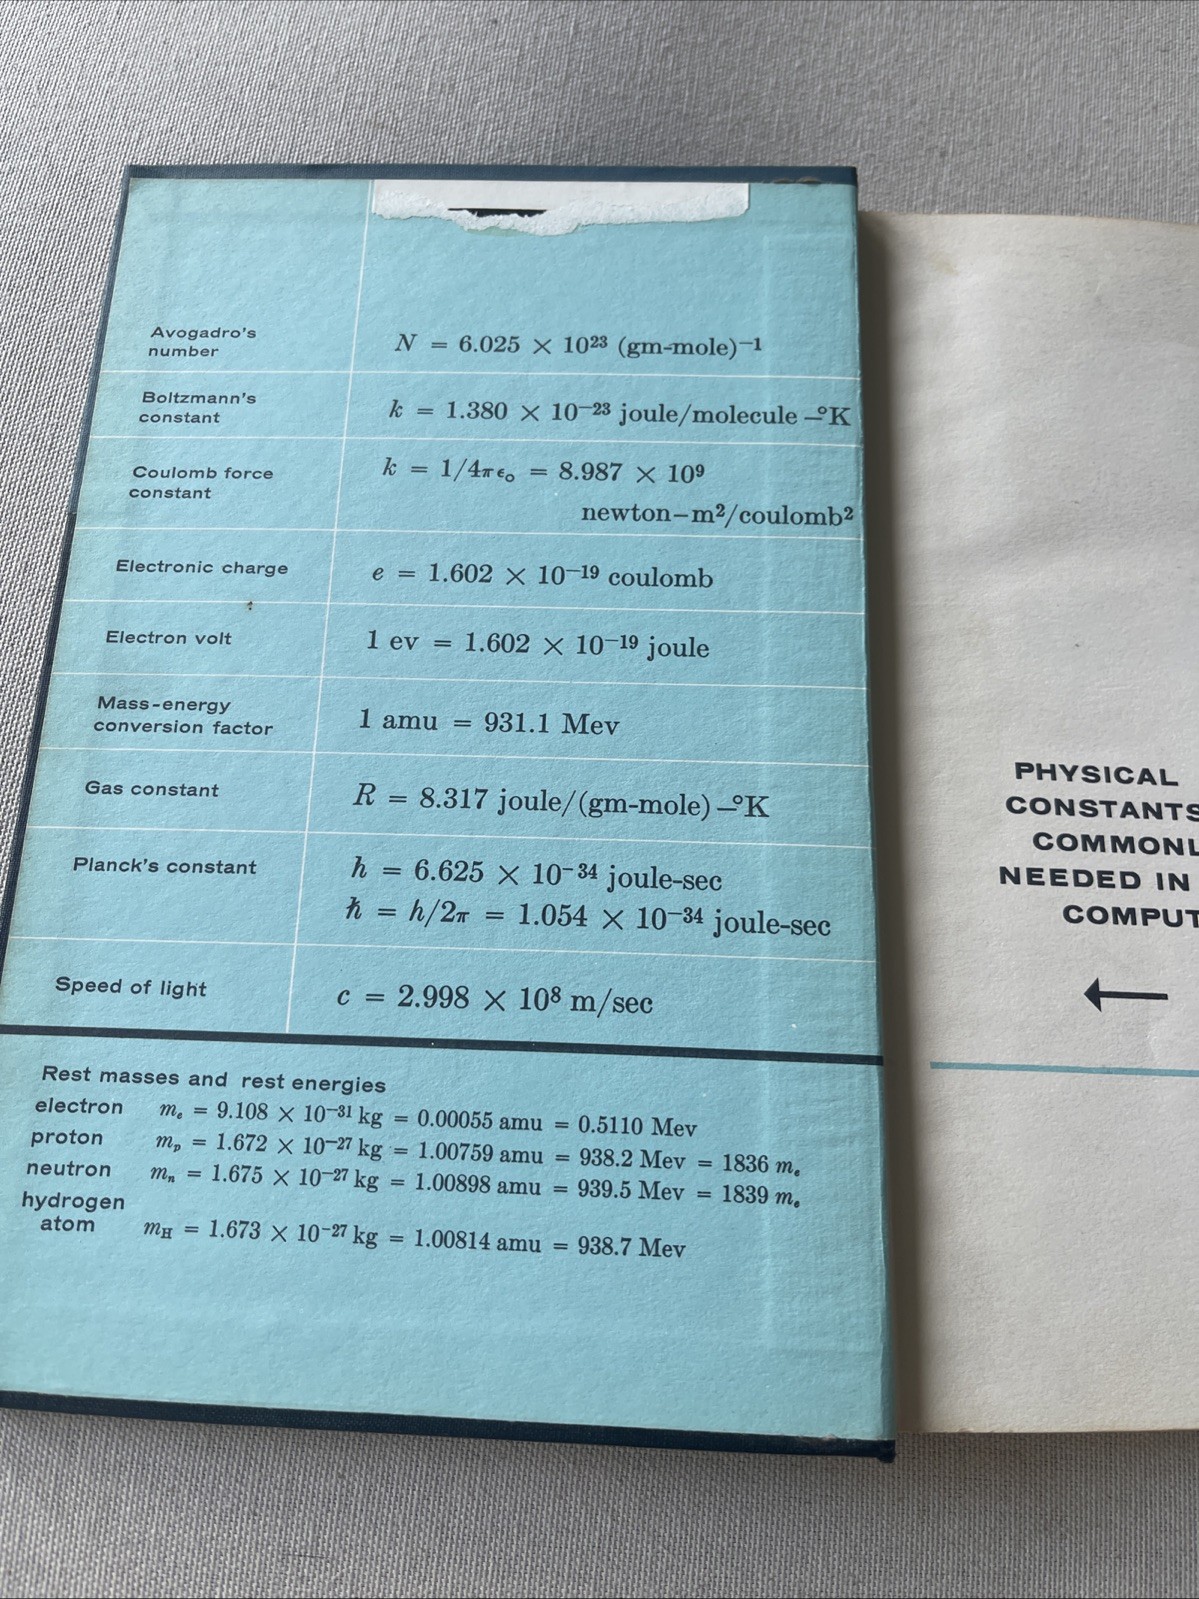 Avogadro's
number
N = 6.025 × 10²³ (gm-mole)⁻¹
Boltzmann's
constant
k = 1.380 × 10⁻²³ joule/molecule –°K
Coulomb force
constant
k = 1/4πϵₒ = 8.987 × 10⁹
newton–m²/coulomb²
Electronic charge
e = 1.602 × 10⁻¹⁹ coulomb
Electron volt
1 ev = 1.602 × 10⁻¹⁹ joule
Mass-energy
conversion factor
1 amu = 931.1 Mev
Gas constant
R = 8.317 joule/(gm-mole) –°K
Planck's constant
h = 6.625 × 10⁻³⁴ joule-sec
ℏ = h/2π = 1.054 × 10⁻³⁴ joule-sec
Speed of light
c = 2.998 × 10⁸ m/sec
Rest masses and rest energies
electron mₑ = 9.108 × 10⁻³¹ kg = 0.00055 amu = 0.5110 Mev
proton mₚ = 1.672 × 10⁻²⁷ kg = 1.00759 amu = 938.2 Mev = 1836 mₑ
neutron mₙ = 1.675 × 10⁻²⁷ kg = 1.00898 amu = 939.5 Mev = 1839 mₑ
hydrogen
atom m_H = 1.673 × 10⁻²⁷ kg = 1.00814 amu = 938.7 Mev
PHYSICAL
CONSTANTS
COMMONL
NEEDED IN
COMPUT
←